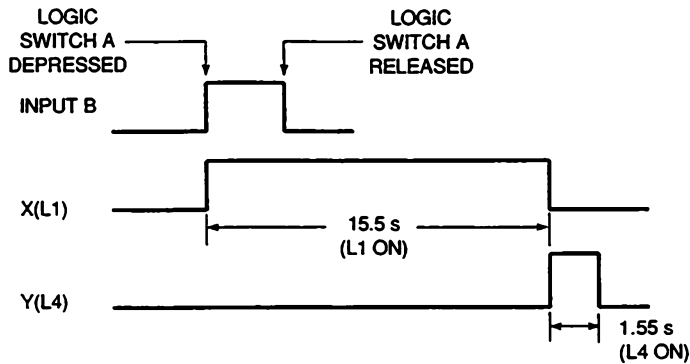 LOGIC
SWITCH A
DEPRESSED
LOGIC
SWITCH A
RELEASED
INPUT B
X(L1)
15.5 s
(L1 ON)
Y(L4)
1.55 s
(L4 ON)